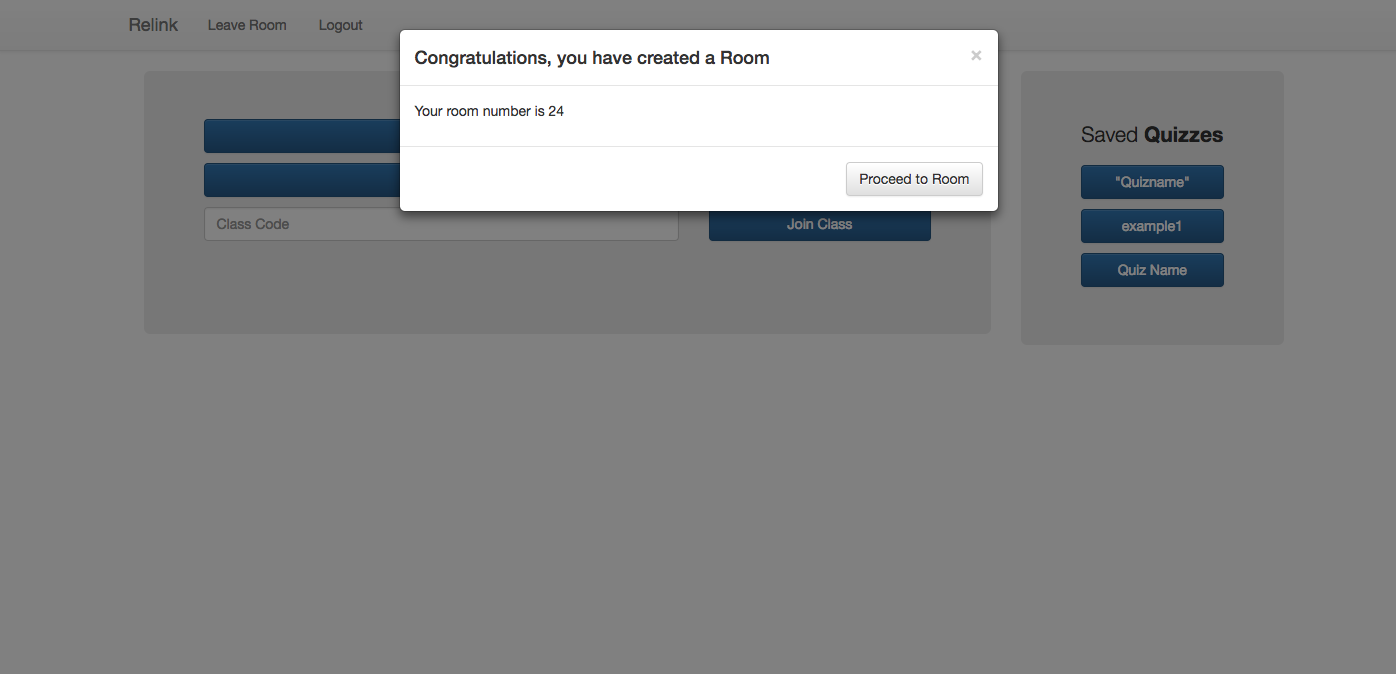 Relink Leave Room Logout
Congratulations, you have created a Room ×
Your room number is 24
Proceed to Room
Class Code Join Class
Saved Quizzes
"Quizname"
example1
Quiz Name